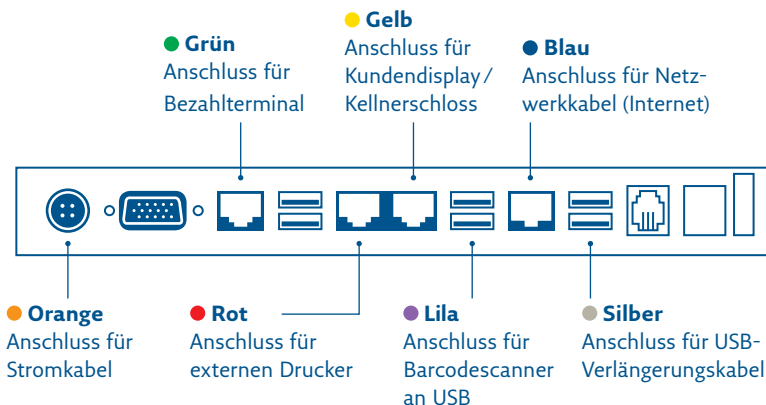 Grün
Anschluss für
Bezahlterminal
Gelb
Anschluss für
Kundendisplay /
Kellnerschloss
Blau
Anschluss für Netz-
werkkabel (Internet)
Orange
Anschluss für
Stromkabel
Rot
Anschluss für
externen Drucker
Lila
Anschluss für
Barcodescanner
an USB
Silber
Anschluss für USB-
Verlängerungskabel